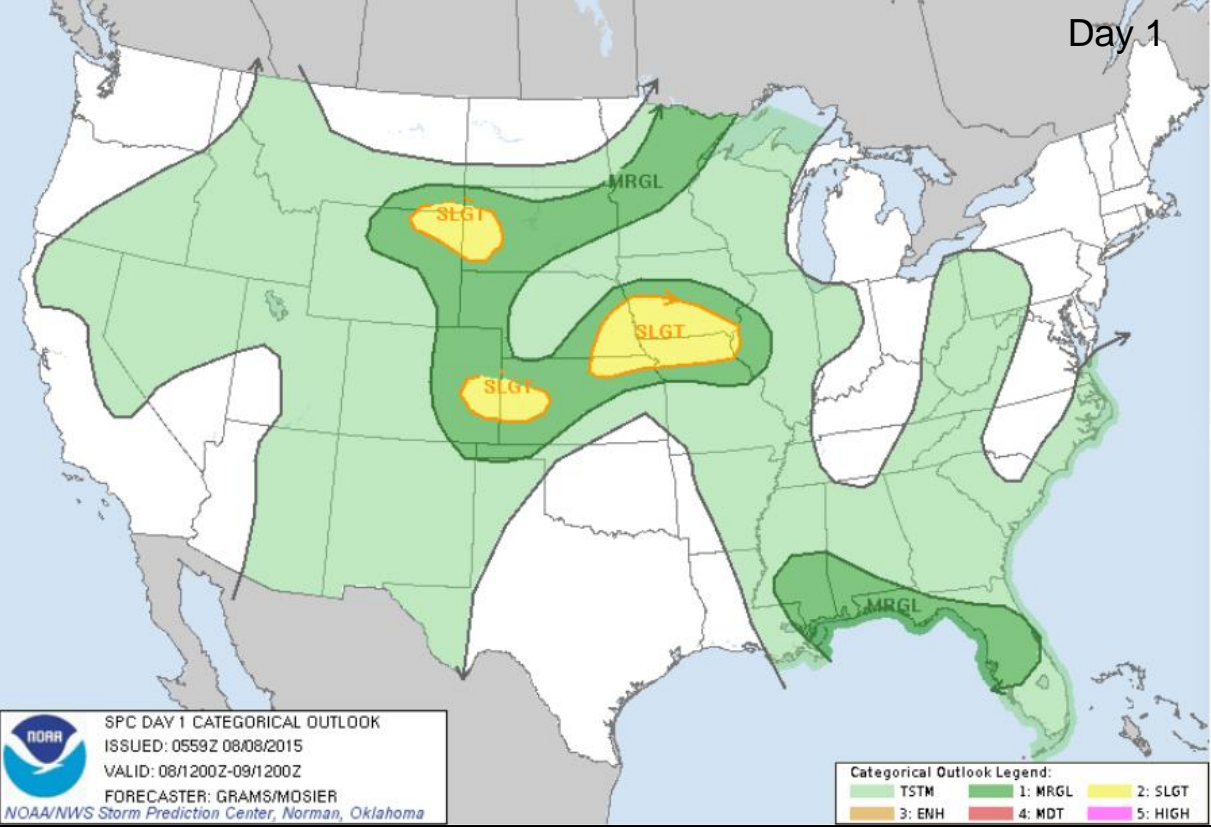 Day 1
MRGL
SLGT
SLGT
SLGT
MRGL
NOAA
SPC DAY 1 CATEGORICAL OUTLOOK
ISSUED: 0559Z 08/08/2015
VALID: 08/1200Z-09/1200Z
FORECASTER: GRAMS/MOSIER
NOAA/NWS Storm Prediction Center, Norman, Oklahoma
Categorical Outlook Legend:
TSTM 1: MRGL 2: SLGT
3: ENH 4: MDT 5: HIGH